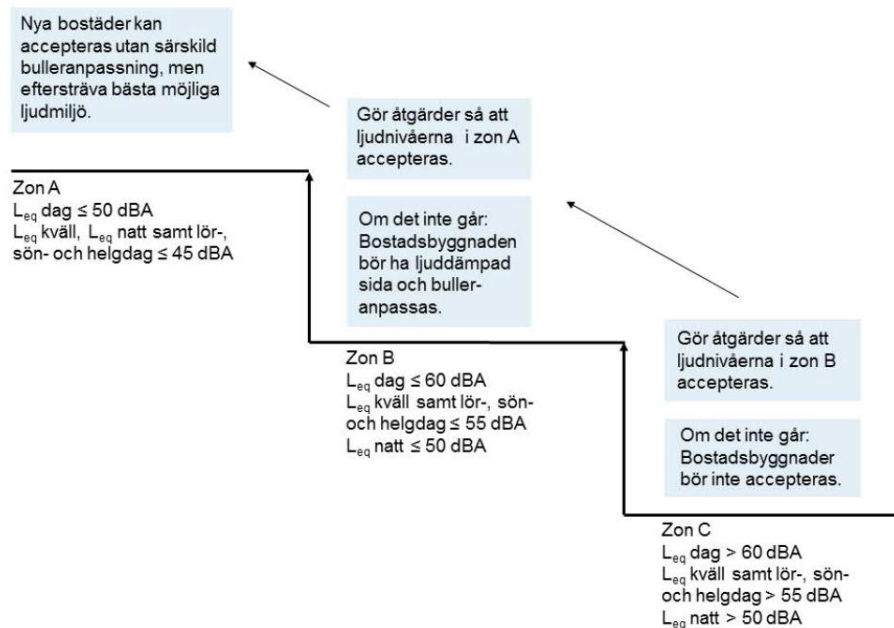 Nya bostäder kan
accepteras utan särskild
bulleranpassning, men
eftersträva bästa möjliga
ljudmiljö.
Zon A
Leq dag ≤ 50 dBA
Leq kväll, Leq natt samt lör-,
sön- och helgdag ≤ 45 dBA
Gör åtgärder så att
ljudnivåerna i zon A
accepteras.
Om det inte går:
Bostadsbyggnaden
bör ha ljuddämpad
sida och buller-
anpassas.
Zon B
Leq dag ≤ 60 dBA
Leq kväll samt lör-, sön-
och helgdag ≤ 55 dBA
Leq natt ≤ 50 dBA
Gör åtgärder så att
ljudnivåerna i zon B
accepteras.
Om det inte går:
Bostadsbyggnader
bör inte accepteras.
Zon C
Leq dag > 60 dBA
Leq kväll samt lör-, sön-
och helgdag > 55 dBA
Leq natt > 50 dBA